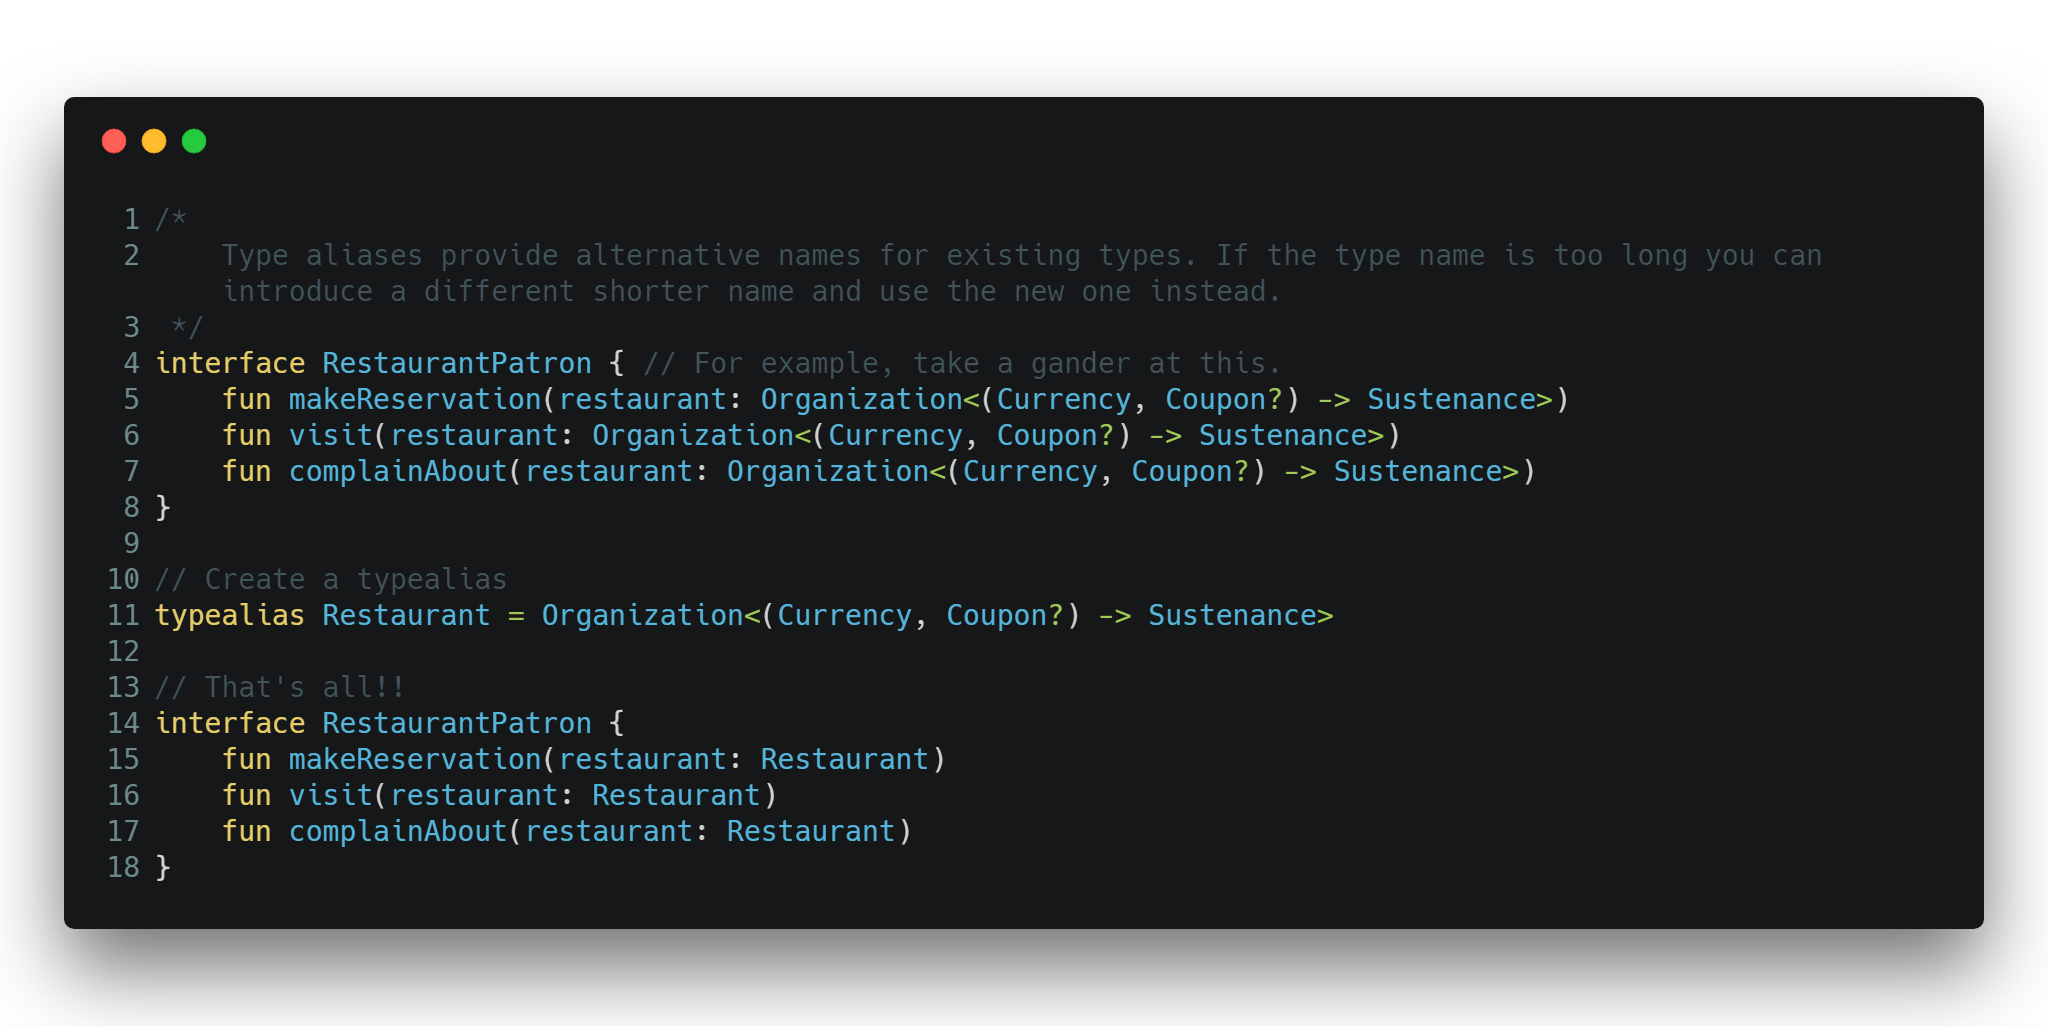 1 /*
2     Type aliases provide alternative names for existing types. If the type name is too long you can
      introduce a different shorter name and use the new one instead.
3  */
4 interface RestaurantPatron { // For example, take a gander at this.
5     fun makeReservation(restaurant: Organization<(Currency, Coupon?) -> Sustenance>)
6     fun visit(restaurant: Organization<(Currency, Coupon?) -> Sustenance>)
7     fun complainAbout(restaurant: Organization<(Currency, Coupon?) -> Sustenance>)
8 }
9
10 // Create a typealias
11 typealias Restaurant = Organization<(Currency, Coupon?) -> Sustenance>
12
13 // That's all!!
14 interface RestaurantPatron {
15     fun makeReservation(restaurant: Restaurant)
16     fun visit(restaurant: Restaurant)
17     fun complainAbout(restaurant: Restaurant)
18 }